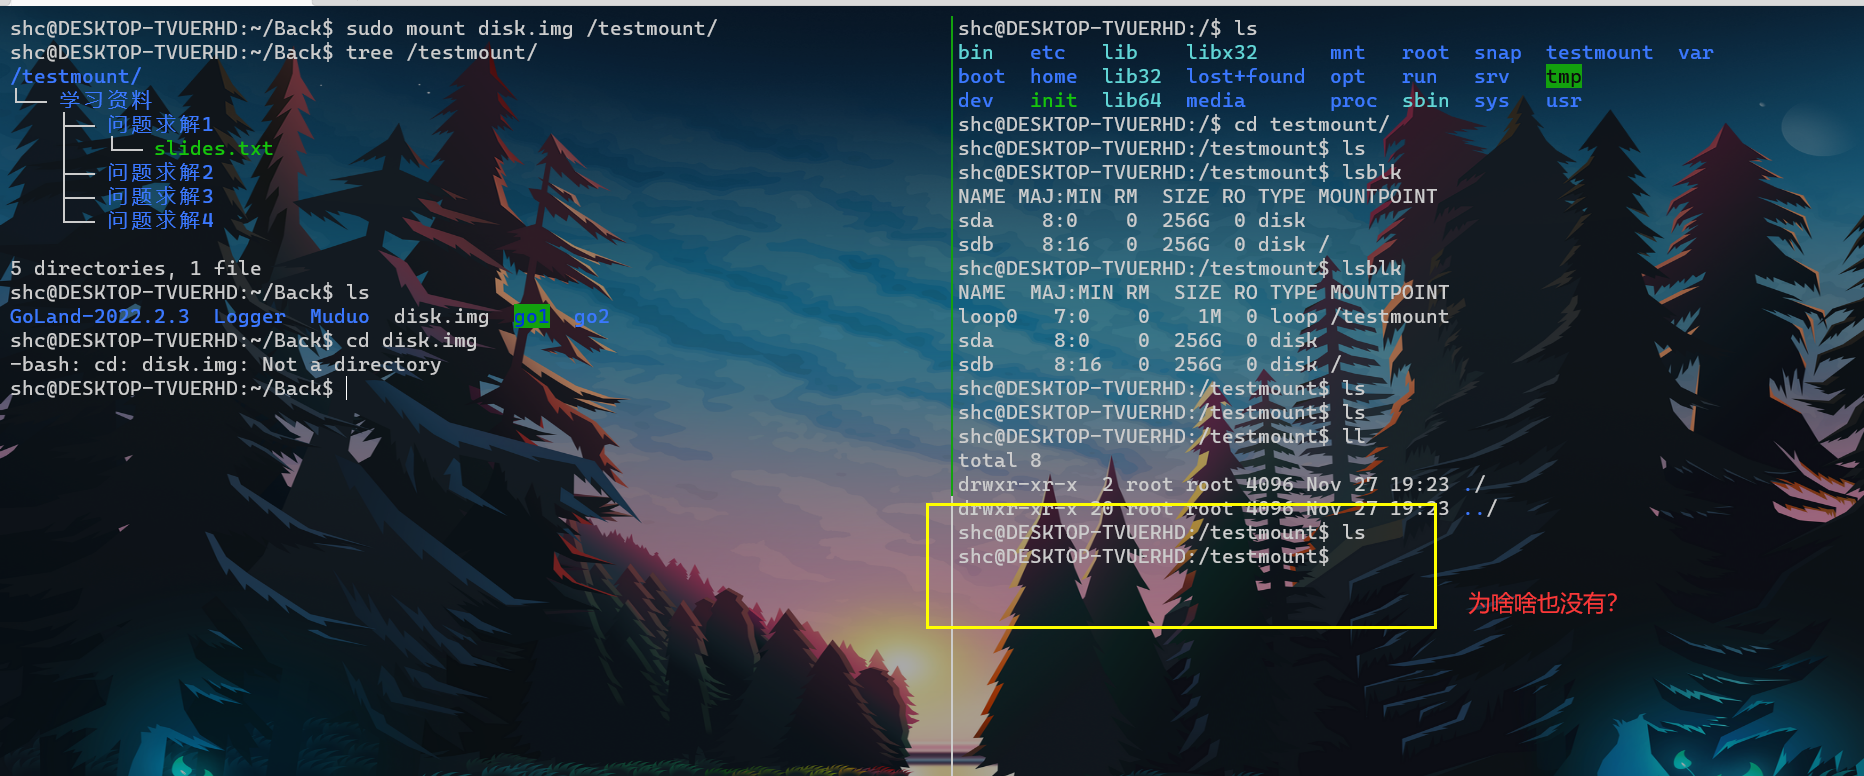 shc@DESKTOP-TVUERHD:~/Back$ sudo mount disk.img /testmount/
shc@DESKTOP-TVUERHD:~/Back$ tree /testmount/
/testmount/
└── 学习资料
    ├── 问题求解1
    │   └── slides.txt
    ├── 问题求解2
    ├── 问题求解3
    └── 问题求解4
5 directories, 1 file
shc@DESKTOP-TVUERHD:~/Back$ ls
GoLand-2022.2.3  Logger  Muduo  disk.img  go1  go2
shc@DESKTOP-TVUERHD:~/Back$ cd disk.img
-bash: cd: disk.img: Not a directory
shc@DESKTOP-TVUERHD:~/Back$
shc@DESKTOP-TVUERHD:/$ ls
bin   etc   lib    libx32      mnt   root  snap  testmount  var
boot  home  lib32  lost+found  opt   run   srv   tmp
dev   init  lib64  media       proc  sbin  sys   usr
shc@DESKTOP-TVUERHD:/$ cd testmount/
shc@DESKTOP-TVUERHD:/testmount$ ls
shc@DESKTOP-TVUERHD:/testmount$ lsblk
NAME MAJ:MIN RM  SIZE RO TYPE MOUNTPOINT
sda    8:0    0  256G  0 disk
sdb    8:16   0  256G  0 disk /
shc@DESKTOP-TVUERHD:/testmount$ lsblk
NAME  MAJ:MIN RM  SIZE RO TYPE MOUNTPOINT
loop0   7:0    0    1M  0 loop /testmount
sda     8:0    0  256G  0 disk
sdb     8:16   0  256G  0 disk /
shc@DESKTOP-TVUERHD:/testmount$ ls
shc@DESKTOP-TVUERHD:/testmount$ ls
shc@DESKTOP-TVUERHD:/testmount$ ll
total 8
drwxr-xr-x  2 root root 4096 Nov 27 19:23 ./
drwxr-xr-x 20 root root 4096 Nov 27 19:23 ../
shc@DESKTOP-TVUERHD:/testmount$ ls
shc@DESKTOP-TVUERHD:/testmount$
为啥啥也没有?